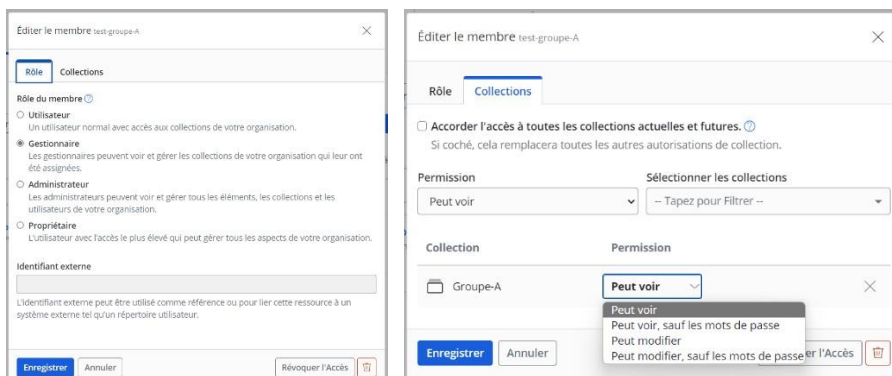 Éditer le membre test-groupe-A
Rôle
Collections
Rôle du membre
Utilisateur
Un utilisateur normal avec accès aux collections de votre organisation.
Gestionnaire
Les gestionnaires peuvent voir et gérer les collections de votre organisation qui leur ont
été assignées.
Administrateur
Les administrateurs peuvent voir et gérer tous les éléments, les collections et les
utilisateurs de votre organisation.
Propriétaire
L'utilisateur avec l'accès le plus élevé qui peut gérer tous les aspects de votre organisation.
Identifiant externe
L'identifiant externe peut être utilisé comme référence ou pour lier cette ressource à un
système externe tel qu'un répertoire utilisateur.
Enregistrer
Annuler
Révoquer l'Accès
Éditer le membre test-groupe-A
Rôle
Collections
Accorder l'accès à toutes les collections actuelles et futures.
Si coché, cela remplacera toutes les autres autorisations de collection.
Permission
Sélectionner les collections
Peut voir
-- Tapez pour Filtrer --
Collection
Permission
Groupe-A
Peut voir
Peut voir
Peut voir, sauf les mots de passe
Peut modifier
Peut modifier, sauf les mots de passe
Enregistrer
Annuler
er l'Accès